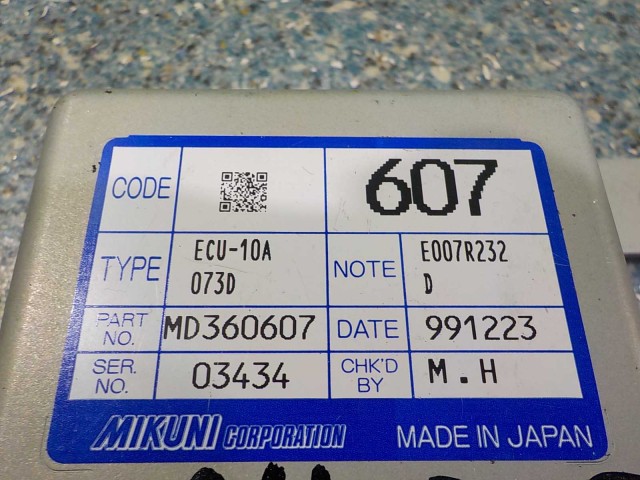 CODE 607
TYPE ECU-10A NOTE E007R232
073D D
PART NO. MD360607 DATE 991223
SER. NO. 03434 CHK'D BY M.H
MIKUNI CORPORATION MADE IN JAPAN